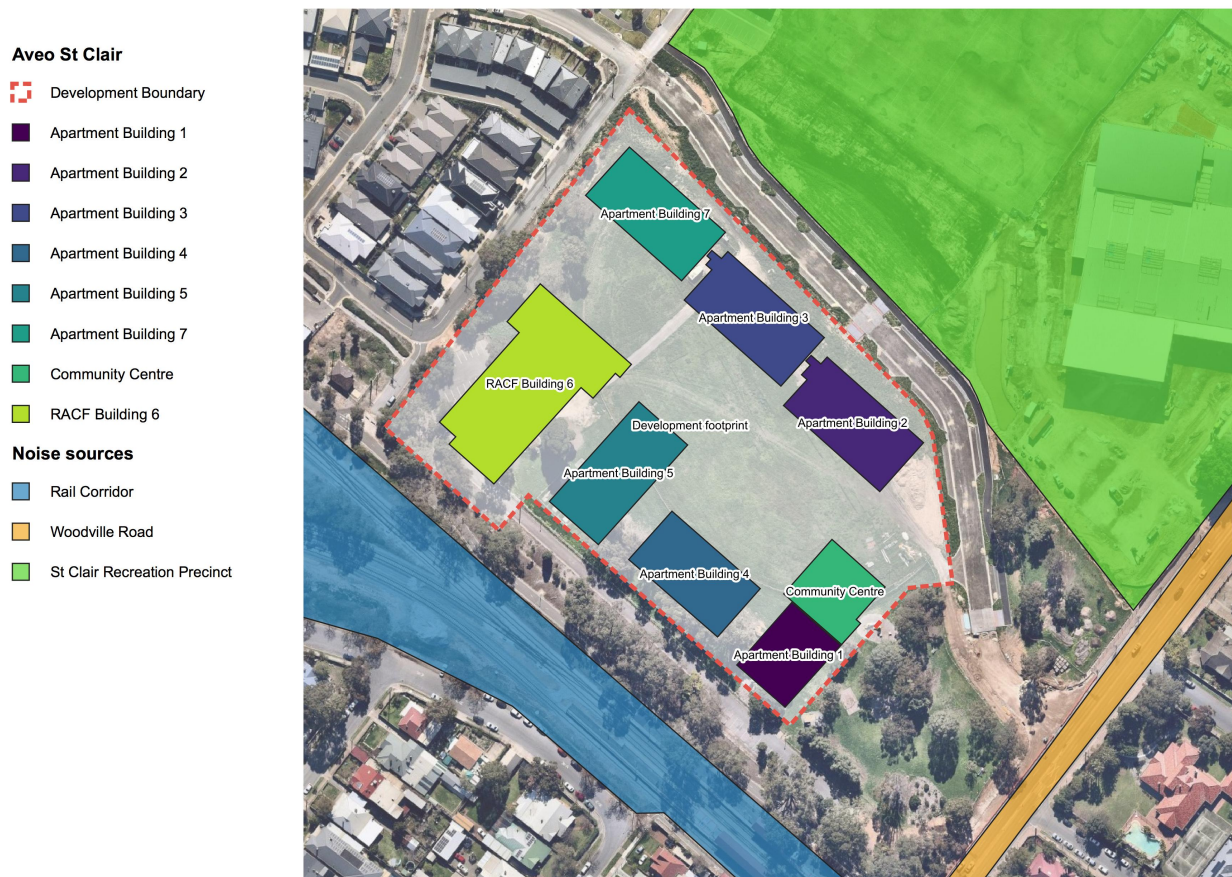 Aveo St Clair
Development Boundary
Apartment Building 1
Apartment Building 2
Apartment Building 3
Apartment Building 4
Apartment Building 5
Apartment Building 7
Community Centre
RACF Building 6
Noise sources
Rail Corridor
Woodville Road
St Clair Recreation Precinct
Apartment Building 7
Apartment Building 3
RACF Building 6
Apartment Building 2
Development footprint
Apartment Building 5
Apartment Building 4
Community Centre
Apartment Building 1